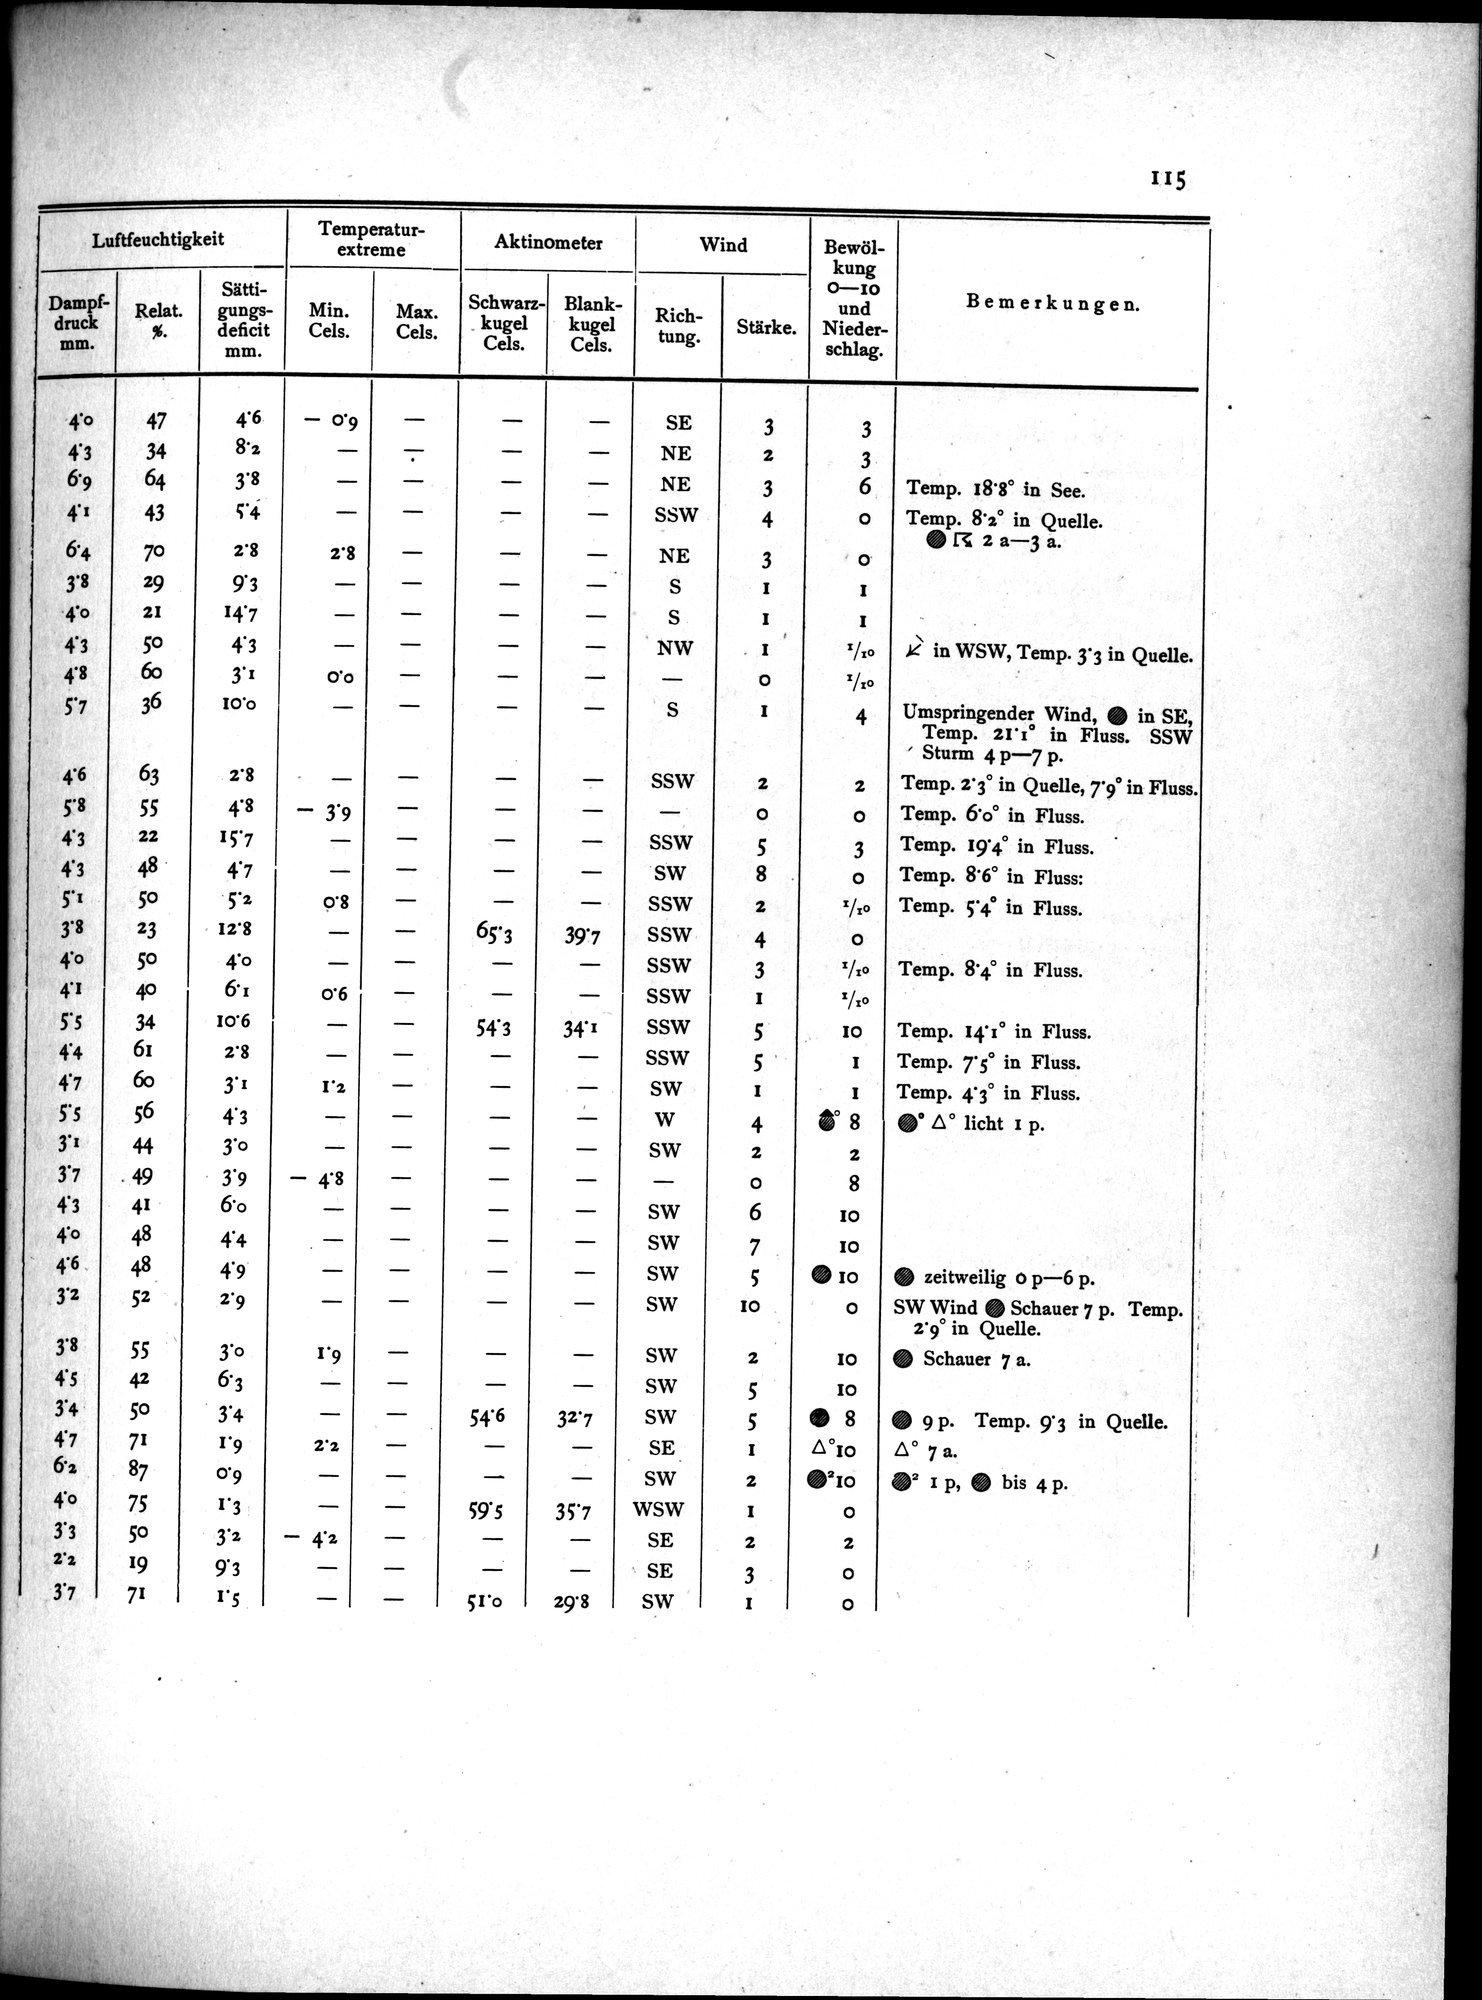 115
Luftfeuchtigkeit | Temperatur-extreme | Aktinometer | Wind | Bewöl-kung 0—10 und Nieder-schlag. | Bemerkungen.
Dampf-druck mm. | Relat. %. | Sätti-gungs-deficit mm. | Min. Cels. | Max. Cels. | Schwarz-kugel Cels. | Blank-kugel Cels. | Rich-tung. | Stärke.
4·0 47 4·6 — 0·9 — — — SE 3 3
4·3 34 8·2 — — — — NE 2 3
6·9 64 3·8 — — — — NE 3 6 Temp. 18·8° in See.
4·1 43 5·4 — — — — SSW 4 0 Temp. 8·2° in Quelle.
2 a—3 a.
6·4 70 2·8 2·8 — — — NE 3 0
3·8 29 9·3 — — — — S 1 1
4·0 21 14·7 — — — — S 1 1
4·3 50 4·3 — — — — NW 1 1/10 in WSW, Temp. 3·3 in Quelle.
4·8 60 3·1 0·0 — — — — 0 1/10
5·7 36 10·0 — — — — S 1 4 Umspringender Wind, ● in SE,
Temp. 21·1° in Fluss. SSW
Sturm 4 p—7 p.
4·6 63 2·8 — — — — SSW 2 2 Temp. 2·3° in Quelle, 7·9° in Fluss.
5·8 55 4·8 — 3·9 — — — — 0 0 Temp. 6·0° in Fluss.
4·3 22 15·7 — — — — SSW 5 3 Temp. 19·4° in Fluss.
4·3 48 4·7 — — — — SW 8 0 Temp. 8·6° in Fluss:
5·1 50 5·2 0·8 — — — SSW 2 1/10 Temp. 5·4° in Fluss.
3·8 23 12·8 — — 65·3 39·7 SSW 4 0
4·0 50 4·0 — — — — SSW 3 1/10 Temp. 8·4° in Fluss.
4·1 40 6·1 0·6 — — — SSW 1 1/10
5·5 34 10·6 — — 54·3 34·1 SSW 5 10 Temp. 14·1° in Fluss.
4·4 61 2·8 — — — — SSW 5 1 Temp. 7·5° in Fluss.
4·7 60 3·1 1·2 — — — SW 1 1 Temp. 4·3° in Fluss.
5·5 56 4·3 — — — — W 4 ° 8 ●° △° licht 1 p.
3·1 44 3·0 — — — — SW 2 2
3·7 49 3·9 — 4·8 — — — — 0 8
4·3 41 6·0 — — — — SW 6 10
4·0 48 4·4 — — — — SW 7 10
4·6 48 4·9 — — — — SW 5 ● 10 ● zeitweilig 0 p—6 p.
3·2 52 2·9 — — — — SW 10 0 SW Wind ● Schauer 7 p. Temp.
2·9° in Quelle.
3·8 55 3·0 1·9 — — — SW 2 10 ● Schauer 7 a.
4·5 42 6·3 — — — — SW 5 10
3·4 50 3·4 — — 54·6 32·7 SW 5 ● 8 ● 9 p. Temp. 9·3 in Quelle.
4·7 71 1·9 2·2 — — — SE 1 △°10 △° 7 a.
6·2 87 0·9 — — — — SW 2 ●²10 ●² 1 p, ● bis 4 p.
4·0 75 1·3 — — 59·5 35·7 WSW 1 0
3·3 50 3·2 — 4·2 — — — SE 2 2
2·2 19 9·3 — — — — SE 3 0
3·7 71 1·5 — — 51·0 29·8 SW 1 0